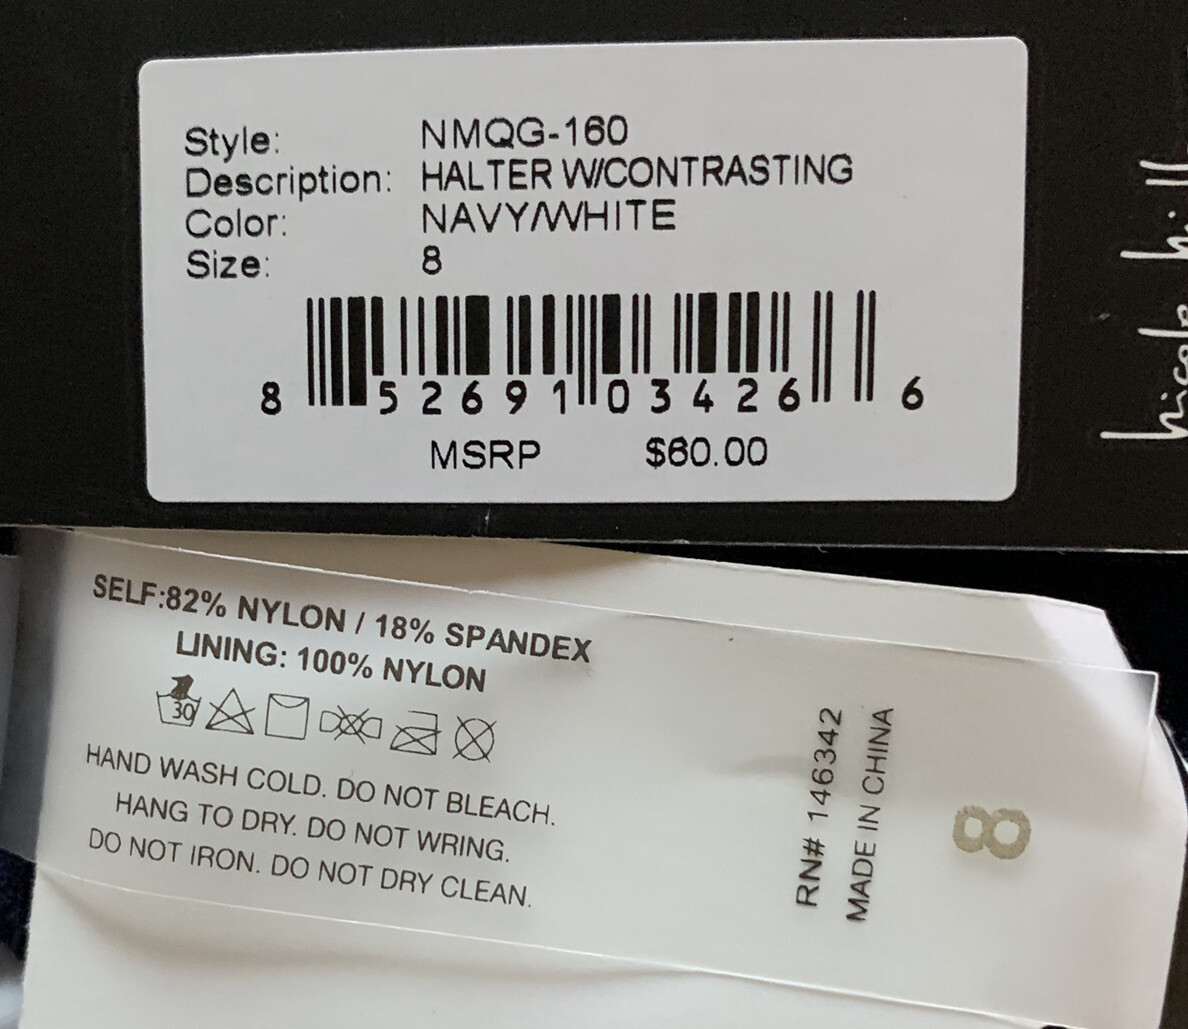 Style: NMQG-160
Description: HALTER W/CONTRASTING
Color: NAVY/WHITE
Size: 8
8 52691 03426 6
MSRP $60.00
nicole
SELF:82% NYLON / 18% SPANDEX
LINING: 100% NYLON
30
HAND WASH COLD. DO NOT BLEACH.
HANG TO DRY. DO NOT WRING.
DO NOT IRON. DO NOT DRY CLEAN.
RN# 146342
MADE IN CHINA
8